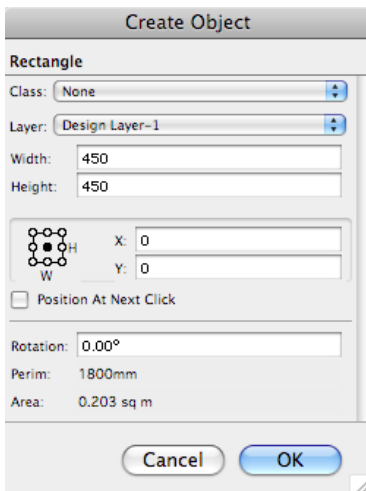 Create Object
Rectangle
Class: None
Layer: Design Layer-1
Width: 450
Height: 450
H
X: 0
Y: 0
W
Position At Next Click
Rotation: 0.00°
Perim: 1800mm
Area: 0.203 sq m
Cancel OK